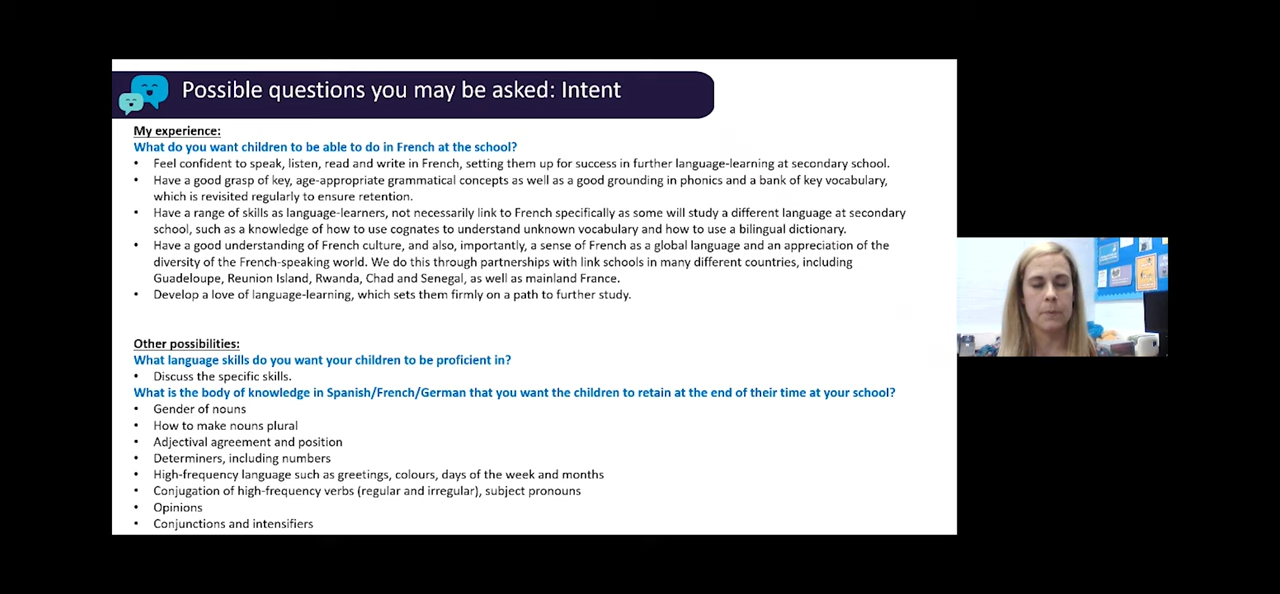 Possible questions you may be asked: Intent
My experience:
What do you want children to be able to do in French at the school?
• Feel confident to speak, listen, read and write in French, setting them up for success in further language-learning at secondary school.
• Have a good grasp of key, age-appropriate grammatical concepts as well as a good grounding in phonics and a bank of key vocabulary,
which is revisited regularly to ensure retention.
• Have a range of skills as language-learners, not necessarily link to French specifically as some will study a different language at secondary
school, such as a knowledge of how to use cognates to understand unknown vocabulary and how to use a bilingual dictionary.
• Have a good understanding of French culture, and also, importantly, a sense of French as a global language and an appreciation of the
diversity of the French-speaking world. We do this through partnerships with link schools in many different countries, including
Guadeloupe, Reunion Island, Rwanda, Chad and Senegal, as well as mainland France.
• Develop a love of language-learning, which sets them firmly on a path to further study.
Other possibilities:
What language skills do you want your children to be proficient in?
• Discuss the specific skills.
What is the body of knowledge in Spanish/French/German that you want the children to retain at the end of their time at your school?
• Gender of nouns
• How to make nouns plural
• Adjectival agreement and position
• Determiners, including numbers
• High-frequency language such as greetings, colours, days of the week and months
• Conjugation of high-frequency verbs (regular and irregular), subject pronouns
• Opinions
• Conjunctions and intensifiers